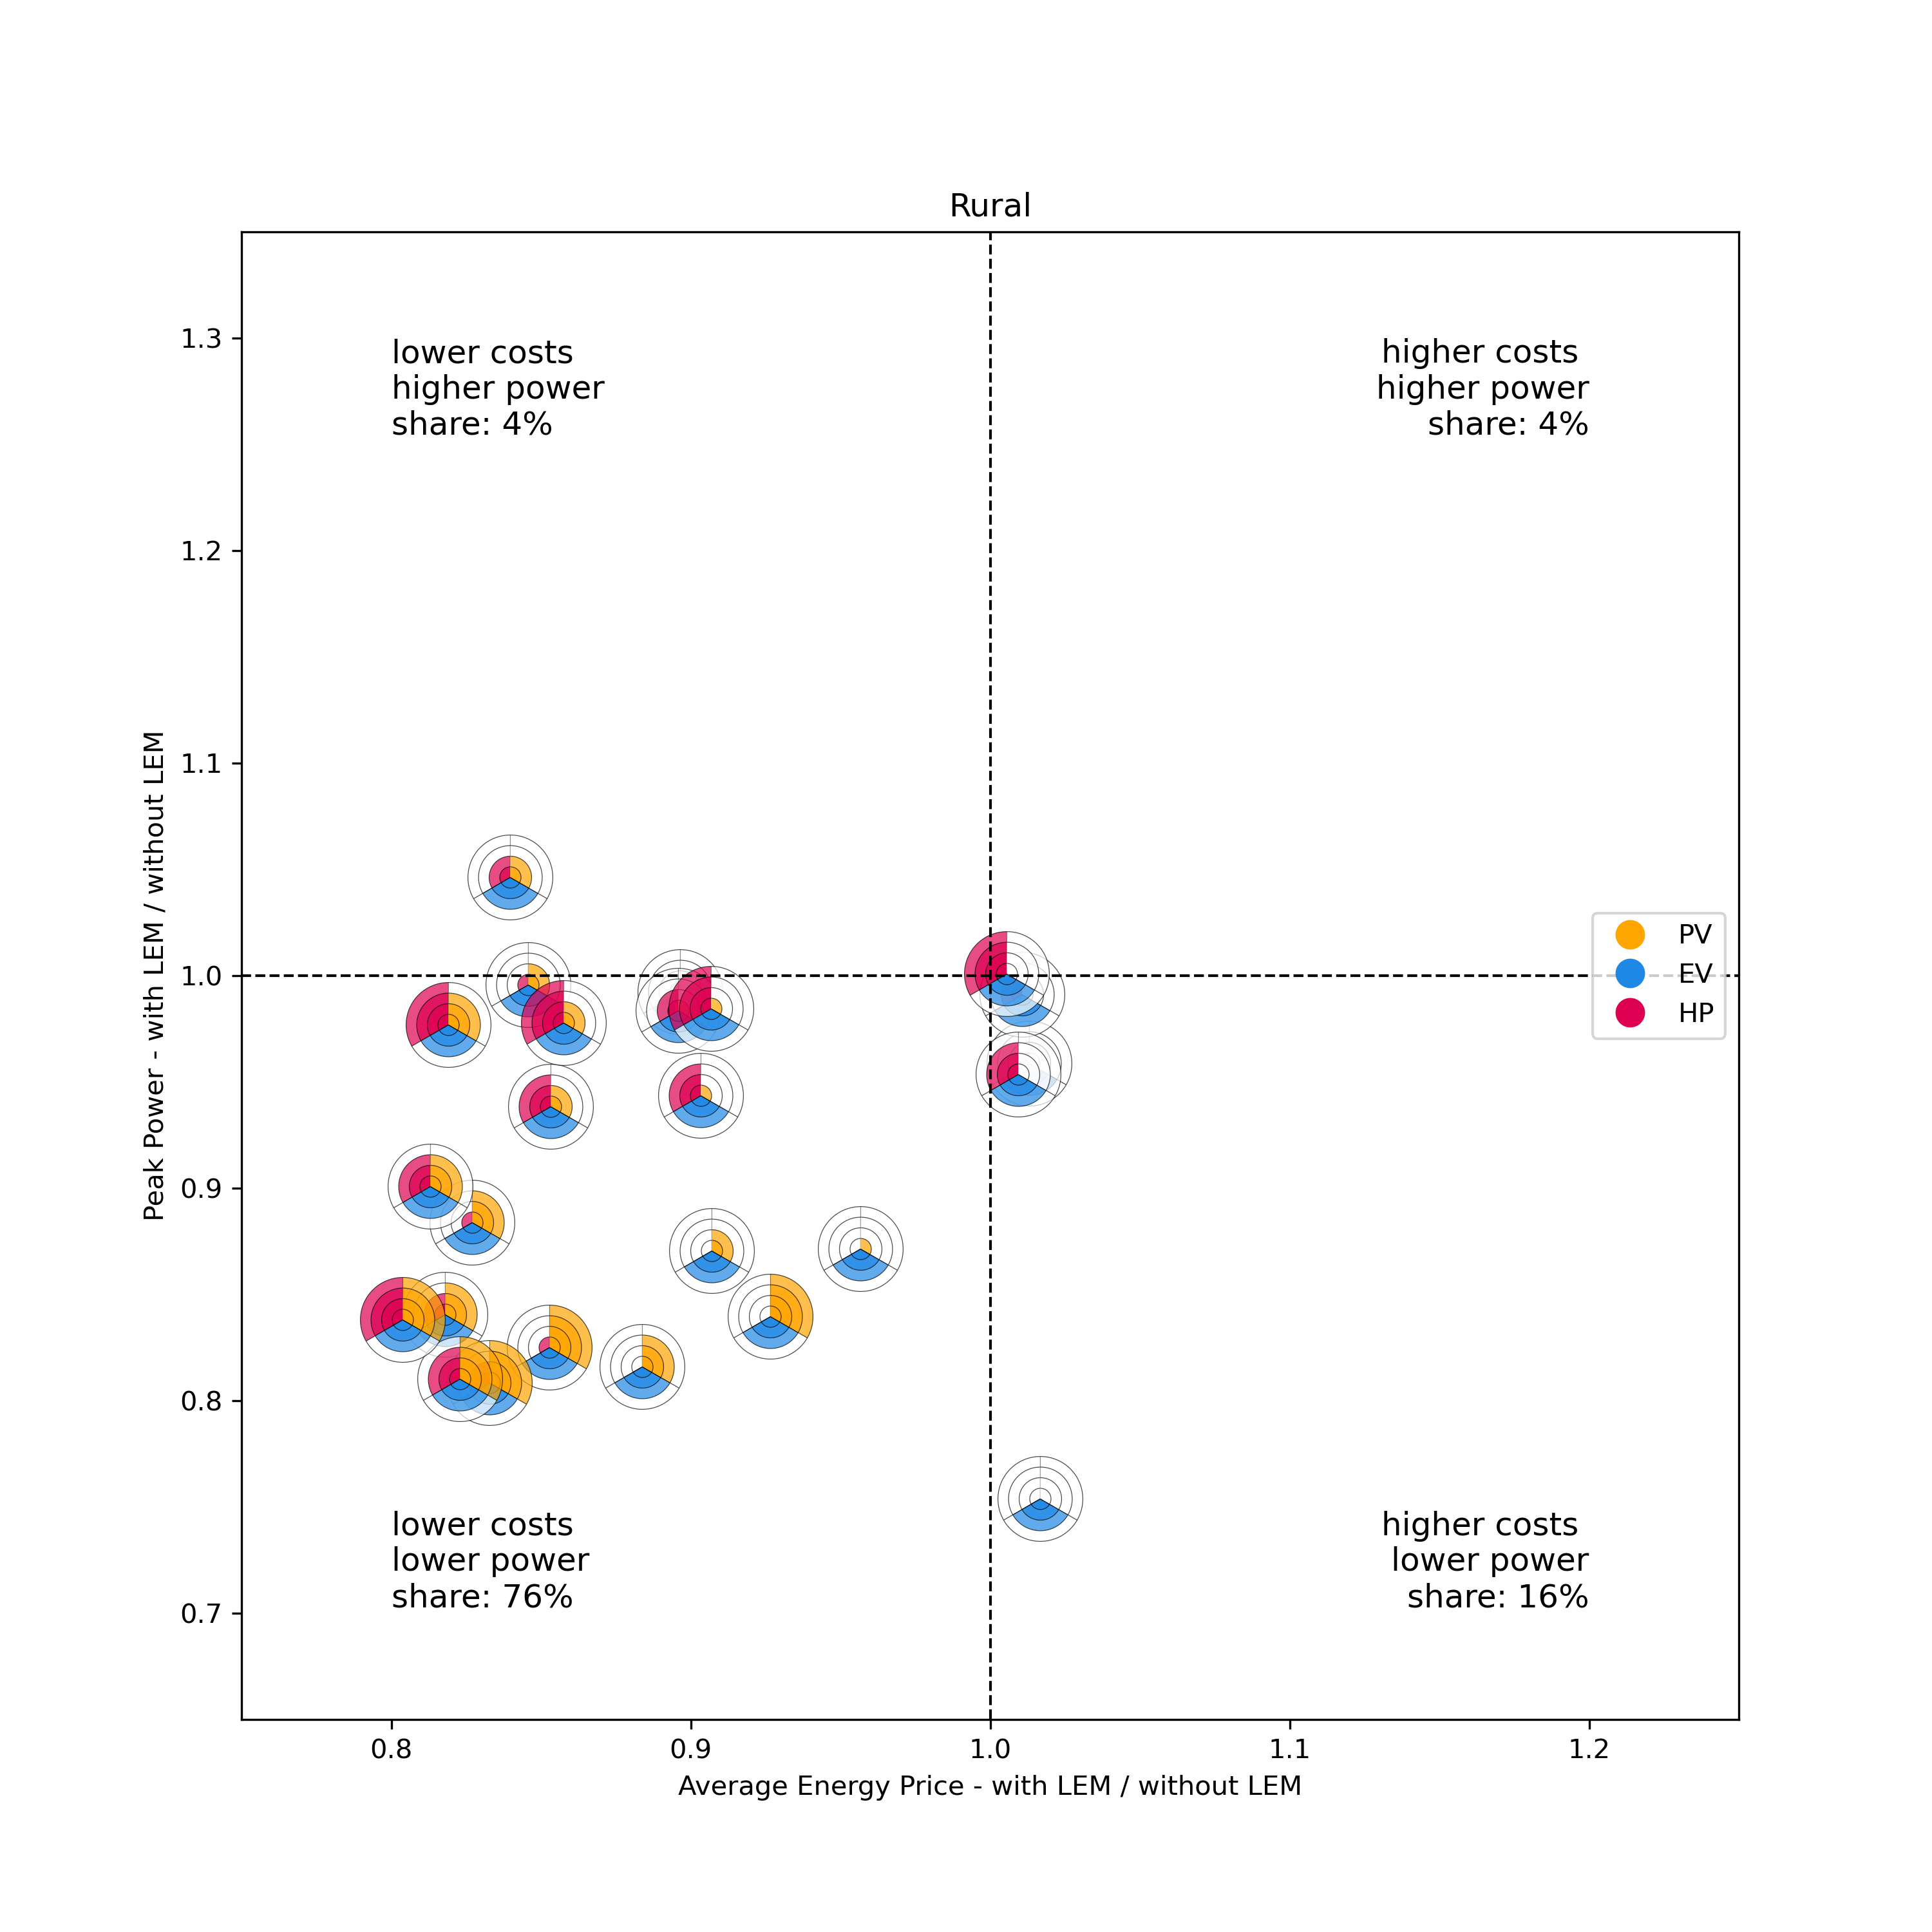 Rural
lower costs
higher power
share: 4%
higher costs
higher power
share: 4%
1.3
1.2
1.1
1.0
0.9
0.8
0.7
Peak Power - with LEM / without LEM
PV
EV
HP
lower costs
lower power
share: 76%
higher costs
lower power
share: 16%
0.8
0.9
1.0
1.1
1.2
Average Energy Price - with LEM / without LEM